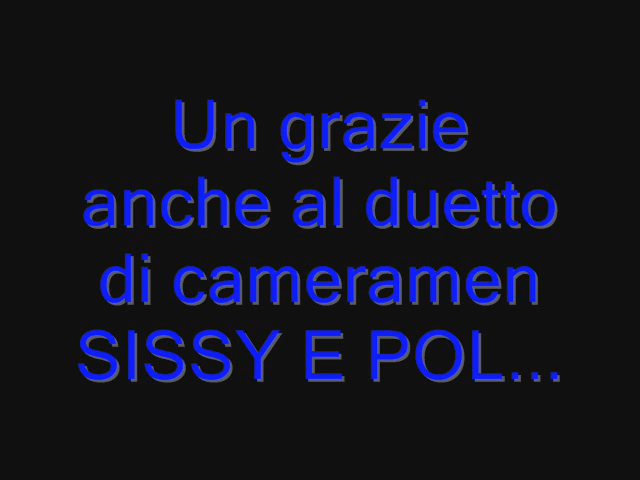 Un grazie
anche al duetto
di cameramen
SISSY E POL...